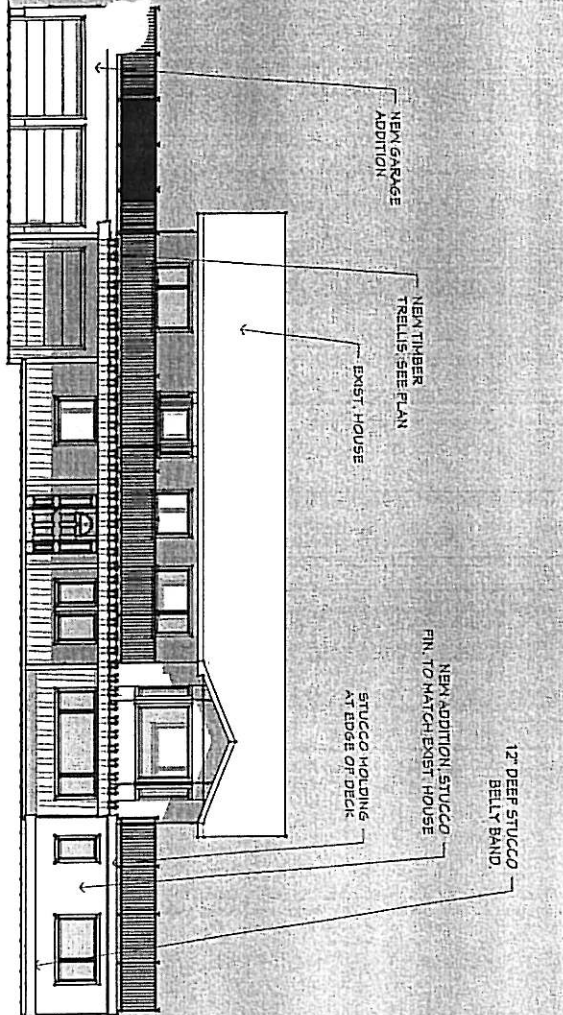 NEW GARAGE
ADDITION
NEW TIMBER
TRELLIS, SEE PLAN
EXIST. HOUSE
STUCCO MOLDING
AT EDGE OF DECK
NEW ADDITION, STUCCO
FIN. TO MATCH EXIST HOUSE
12" DEEP STUCCO
BELLY BAND.